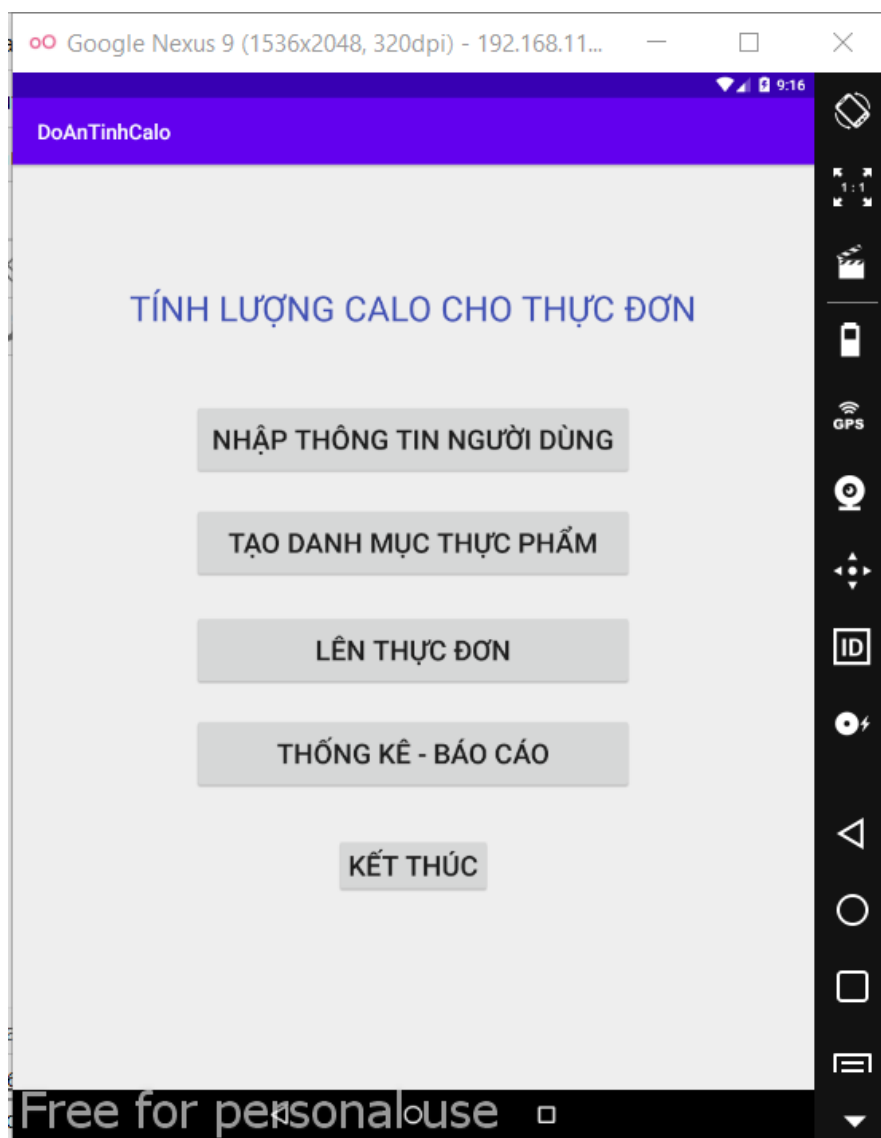 Google Nexus 9 (1536x2048, 320dpi) - 192.168.11...
9:16
DoAnTinhCalo
1:1
TÍNH LƯỢNG CALO CHO THỰC ĐƠN
GPS
NHẬP THÔNG TIN NGƯỜI DÙNG
TẠO DANH MỤC THỰC PHẨM
LÊN THỰC ĐƠN
ID
THỐNG KÊ - BÁO CÁO
KẾT THÚC
Free for personal use